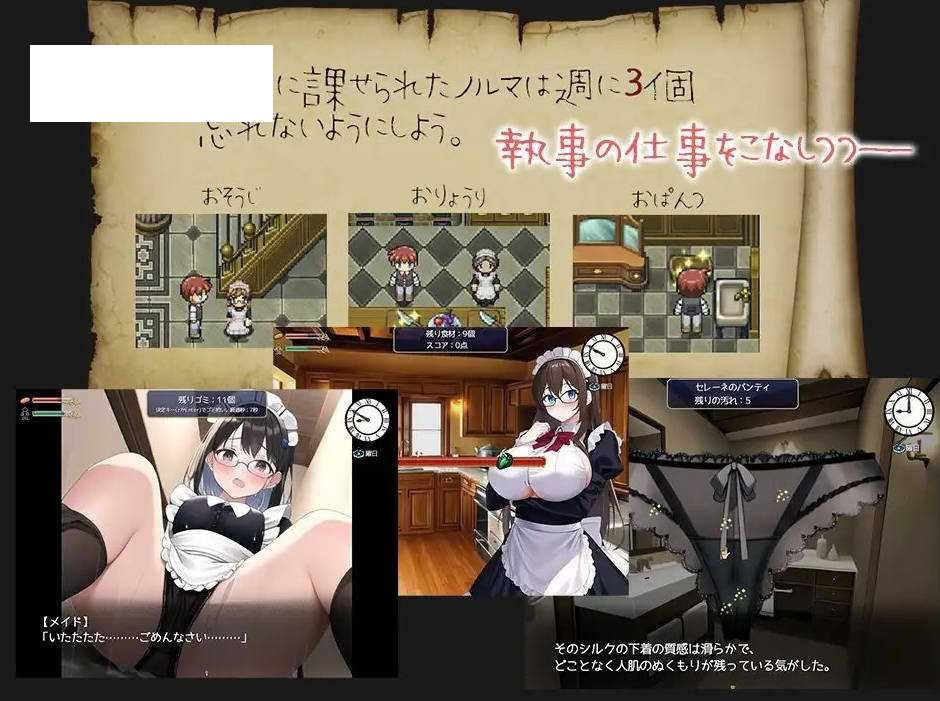 に課せられたノルマは週に3個
忘れないようにしよう。
執事の仕事をこなしつつ──
おそうじ
おりょうり
おぱんつ
残り食材：9個
スコア：0点
残りゴミ：11個
曜日
セレーネのパンティ
残りの汚れ：5
曜日
曜日
【メイド】
「いたたたた………ごめんなさい………」
そのシルクの下着の質感は滑らかで、
どことなく人肌のぬくもりが残っている気がした。